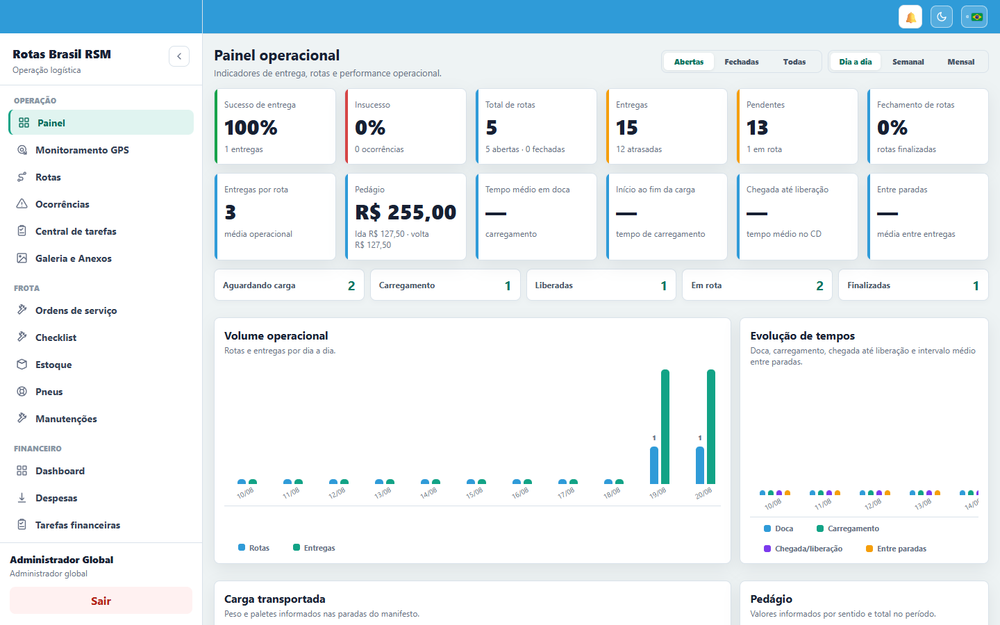 Rotas Brasil RSM
Operação logística
OPERAÇÃO
Painel
Monitoramento GPS
Rotas
Ocorrências
Central de tarefas
Galeria e Anexos
FROTA
Ordens de serviço
Checklist
Estoque
Pneus
Manutenções
FINANCEIRO
Dashboard
Despesas
Tarefas financeiras
Administrador Global
Administrador global
Sair
Painel operacional
Indicadores de entrega, rotas e performance operacional.
Abertas Fechadas Todas
Dia a dia Semanal Mensal
Sucesso de entrega
100%
1 entregas
Insucesso
0%
0 ocorrências
Total de rotas
5
5 abertas · 0 fechadas
Entregas
15
12 atrasadas
Pendentes
13
1 em rota
Fechamento de rotas
0%
rotas finalizadas
Entregas por rota
3
média operacional
Pedágio
R$ 255,00
Ida R$ 127,50 · volta
R$ 127,50
Tempo médio em doca
—
carregamento
Início ao fim da carga
—
tempo de carregamento
Chegada até liberação
—
tempo médio no CD
Entre paradas
—
média entre entregas
Aguardando carga 2
Carregamento 1
Liberadas 1
Em rota 2
Finalizadas 1
Volume operacional
Rotas e entregas por dia a dia.
1 1
10/08 11/08 12/08 13/08 14/08 15/08 16/08 17/08 18/08 19/08 20/08
Rotas Entregas
Evolução de tempos
Doca, carregamento, chegada até liberação e intervalo médio
entre paradas.
10/08 11/08 12/08 13/08 14/08
Doca Carregamento
Chegada/liberação Entre paradas
Carga transportada
Peso e paletes informados nas paradas do manifesto.
Pedágio
Valores informados por sentido e total no período.